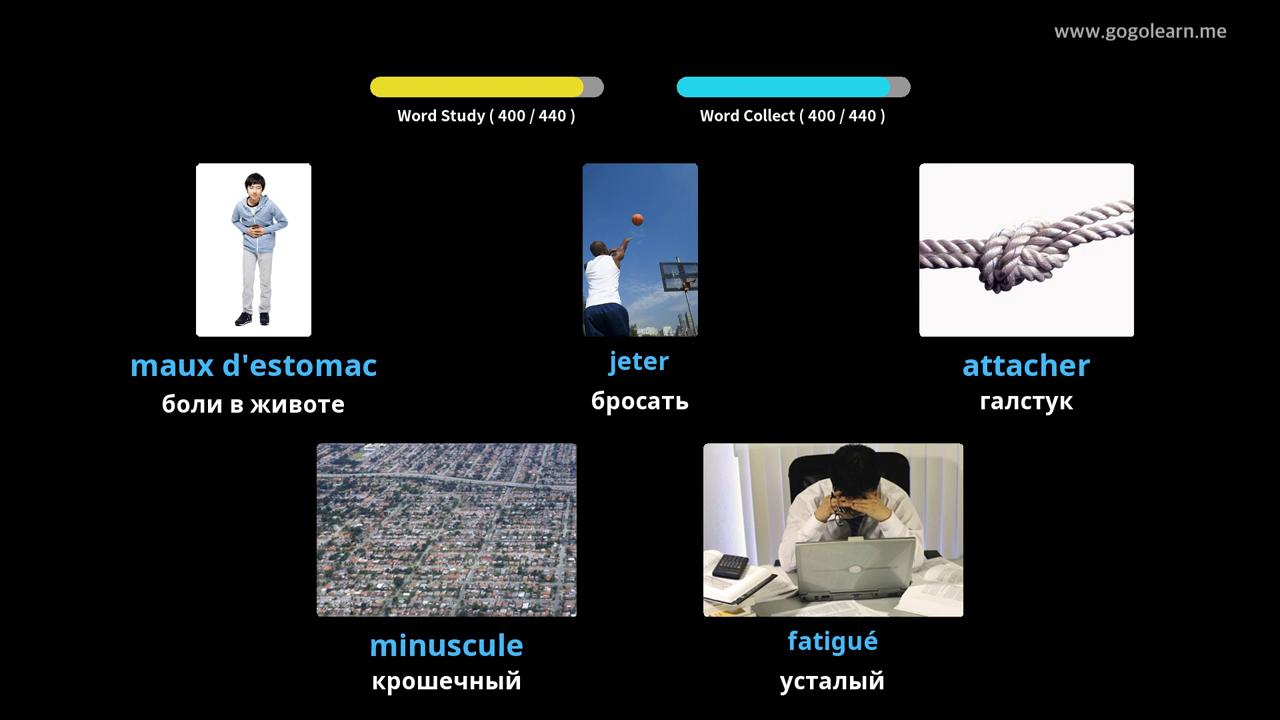 www.gogolearn.me
Word Study ( 400 / 440 )
Word Collect ( 400 / 440 )
maux d'estomac
боли в животе
jeter
бросать
attacher
галстук
minuscule
крошечный
fatigué
усталый